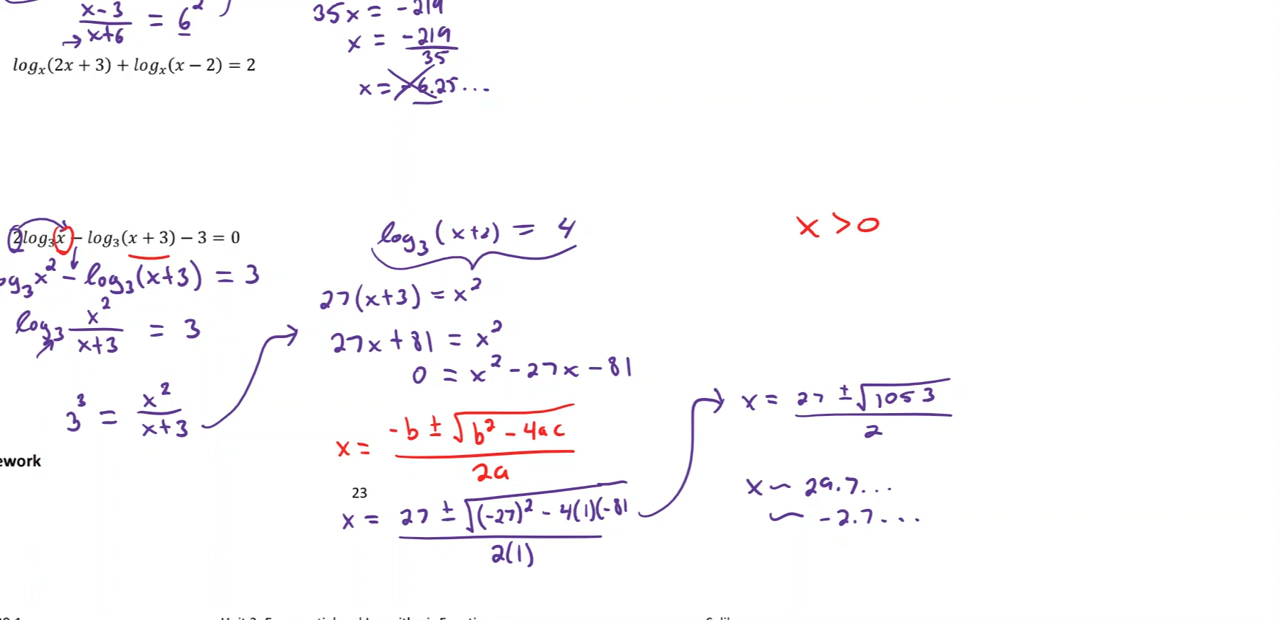 x-3/x+6 = 6²
35x = -219
x = -219/35
x = -6.25...
log_x(2x + 3) + log_x(x − 2) = 2
2log₃x − log₃(x + 3) − 3 = 0
og₃x² - log₃(x+3) = 3
log₃ x²/x+3 = 3
3³ = x²/x+3
log₃(x+2) = 4
27(x+3) = x²
27x + 81 = x²
0 = x² - 27x - 81
x = -b ± √b² - 4ac / 2a
23
x = 27 ± √(-27)² - 4(1)(-81 / 2(1)
x > 0
x = 27 ± √1053 / 2
x ~ 29.7...
~ -2.7...
ework